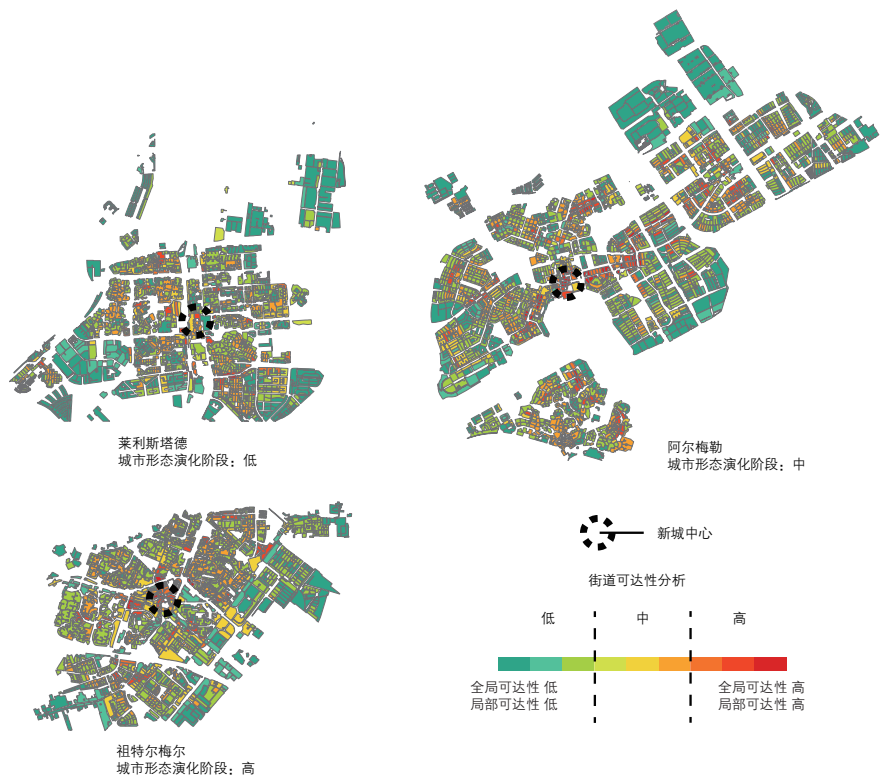 莱利斯塔德
城市形态演化阶段：低
阿尔梅勒
城市形态演化阶段：中
新城中心
街道可达性分析
低 中 高
全局可达性 低 全局可达性 高
局部可达性 低 局部可达性 高
祖特尔梅尔
城市形态演化阶段：高